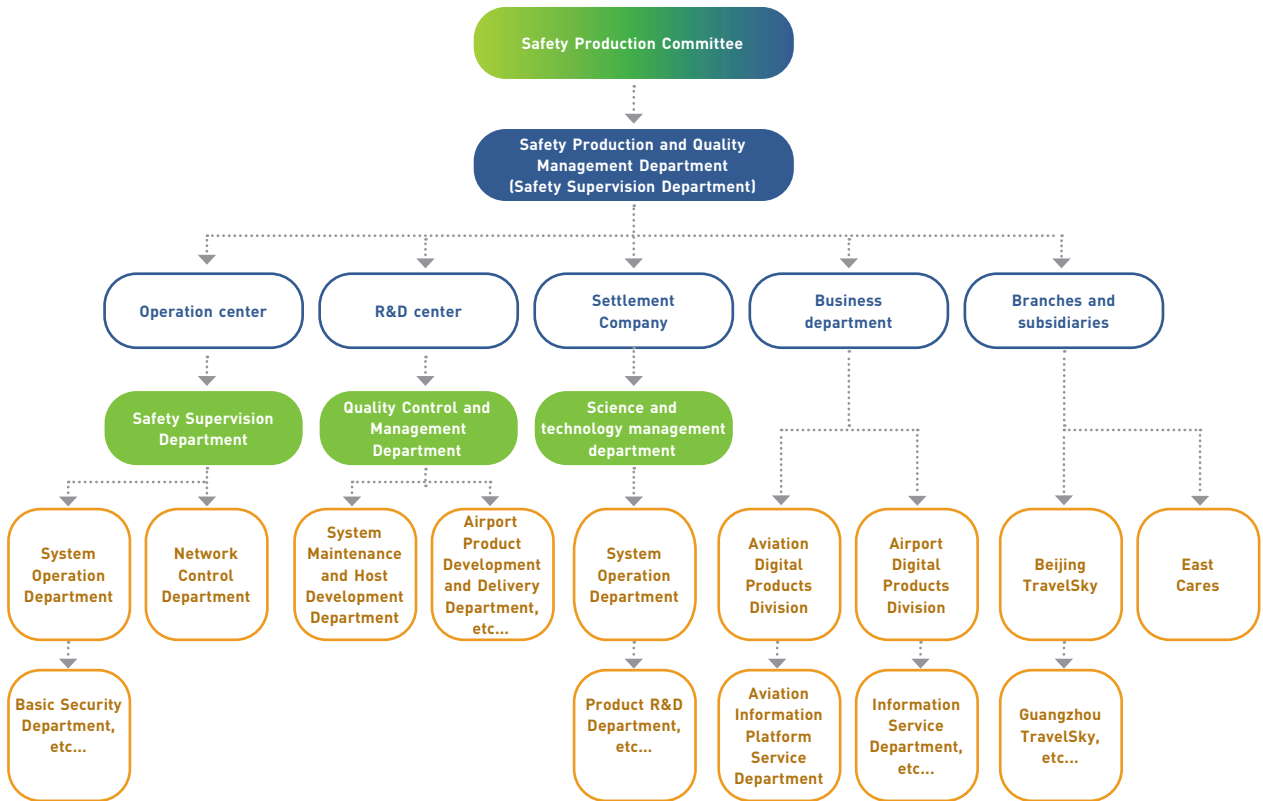 Safety Production Committee
Safety Production and Quality
Management Department
(Safety Supervision Department)
Operation center
R&D center
Settlement
Company
Business
department
Branches and
subsidiaries
Safety Supervision
Department
Quality Control and
Management
Department
Science and
technology management
department
System
Operation
Department
Network
Control
Department
System
Maintenance
and Host
Development
Department
Airport
Product
Development
and Delivery
Department,
etc...
System
Operation
Department
Aviation
Digital
Products
Division
Airport
Digital
Products
Division
Beijing
TravelSky
East
Cares
Basic Security
Department,
etc...
Product R&D
Department,
etc...
Aviation
Information
Platform
Service
Department
Information
Service
Department,
etc...
Guangzhou
TravelSky,
etc...